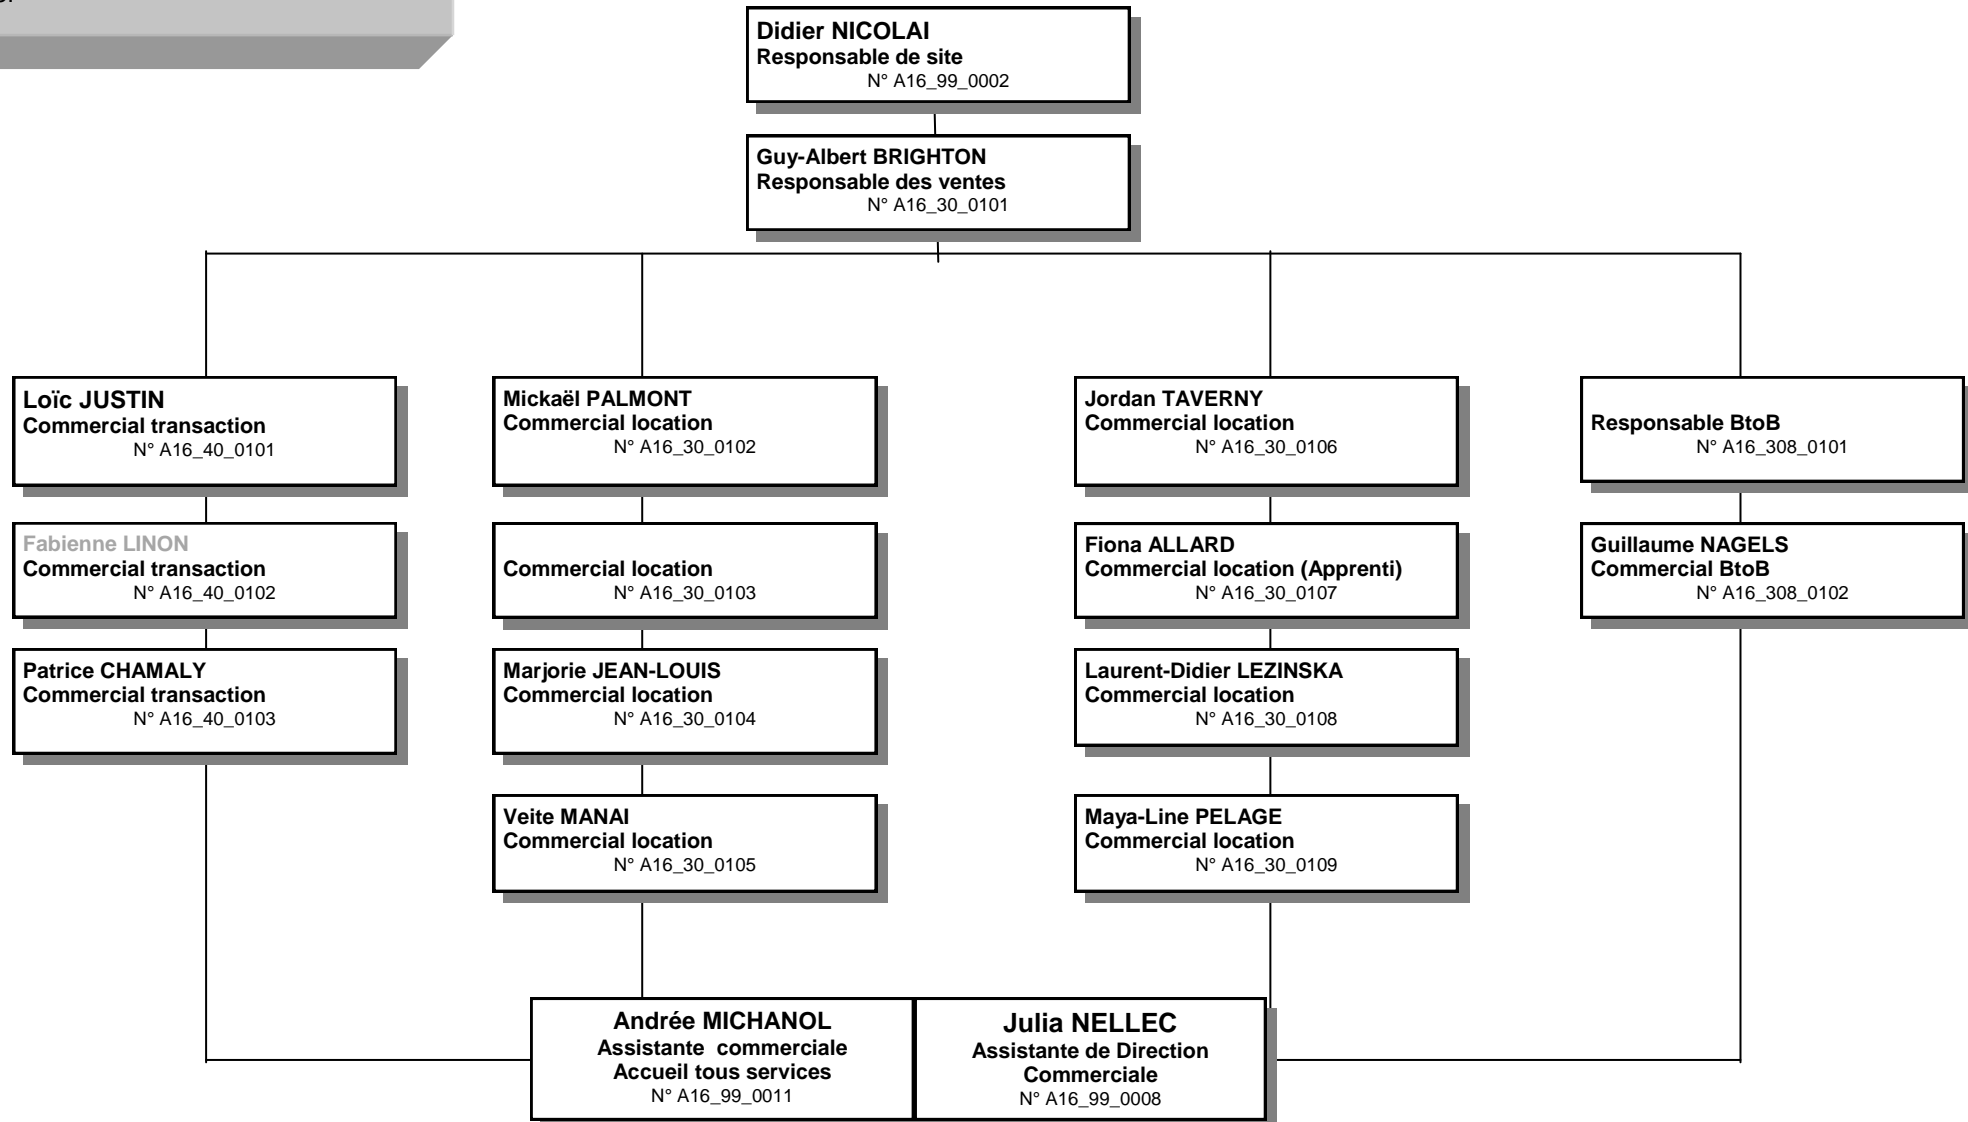 Didier NICOLAI
Responsable de site
N° A16_99_0002
Guy-Albert BRIGHTON
Responsable des ventes
N° A16_30_0101
Loïc JUSTIN
Commercial transaction
N° A16_40_0101
Mickaël PALMONT
Commercial location
N° A16_30_0102
Jordan TAVERNY
Commercial location
N° A16_30_0106
Responsable BtoB
N° A16_308_0101
Fabienne LINON
Commercial transaction
N° A16_40_0102
Commercial location
N° A16_30_0103
Fiona ALLARD
Commercial location (Apprenti)
N° A16_30_0107
Guillaume NAGELS
Commercial BtoB
N° A16_308_0102
Patrice CHAMALY
Commercial transaction
N° A16_40_0103
Marjorie JEAN-LOUIS
Commercial location
N° A16_30_0104
Laurent-Didier LEZINSKA
Commercial location
N° A16_30_0108
Veite MANAI
Commercial location
N° A16_30_0105
Maya-Line PELAGE
Commercial location
N° A16_30_0109
Andrée MICHANOL
Assistante commerciale
Accueil tous services
N° A16_99_0011
Julia NELLEC
Assistante de Direction
Commerciale
N° A16_99_0008